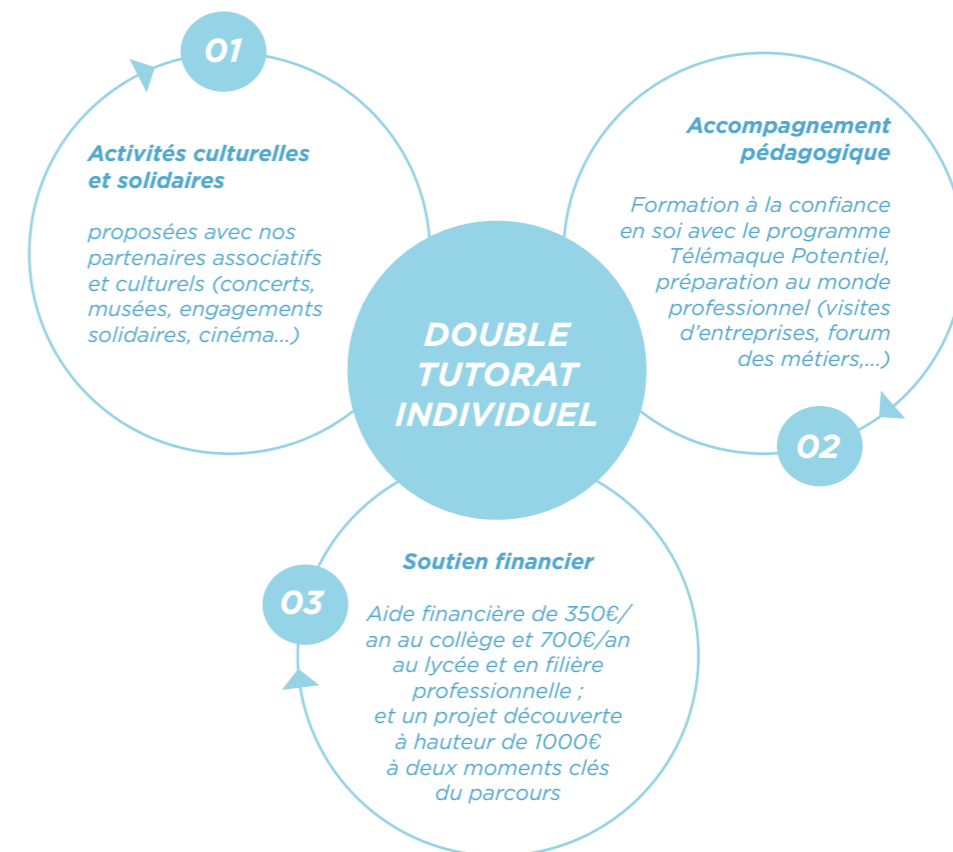 01
Activités culturelles
et solidaires
proposées avec nos
partenaires associatifs
et culturels (concerts,
musées, engagements
solidaires, cinéma...)
Accompagnement
pédagogique
Formation à la confiance
en soi avec le programme
Télémaque Potentiel,
préparation au monde
professionnel (visites
d'entreprises, forum
des métiers,...)
02
DOUBLE
TUTORAT
INDIVIDUEL
03
Soutien financier
Aide financière de 350€/
an au collège et 700€/an
au lycée et en filière
professionnelle ;
et un projet découverte
à hauteur de 1000€
à deux moments clés
du parcours